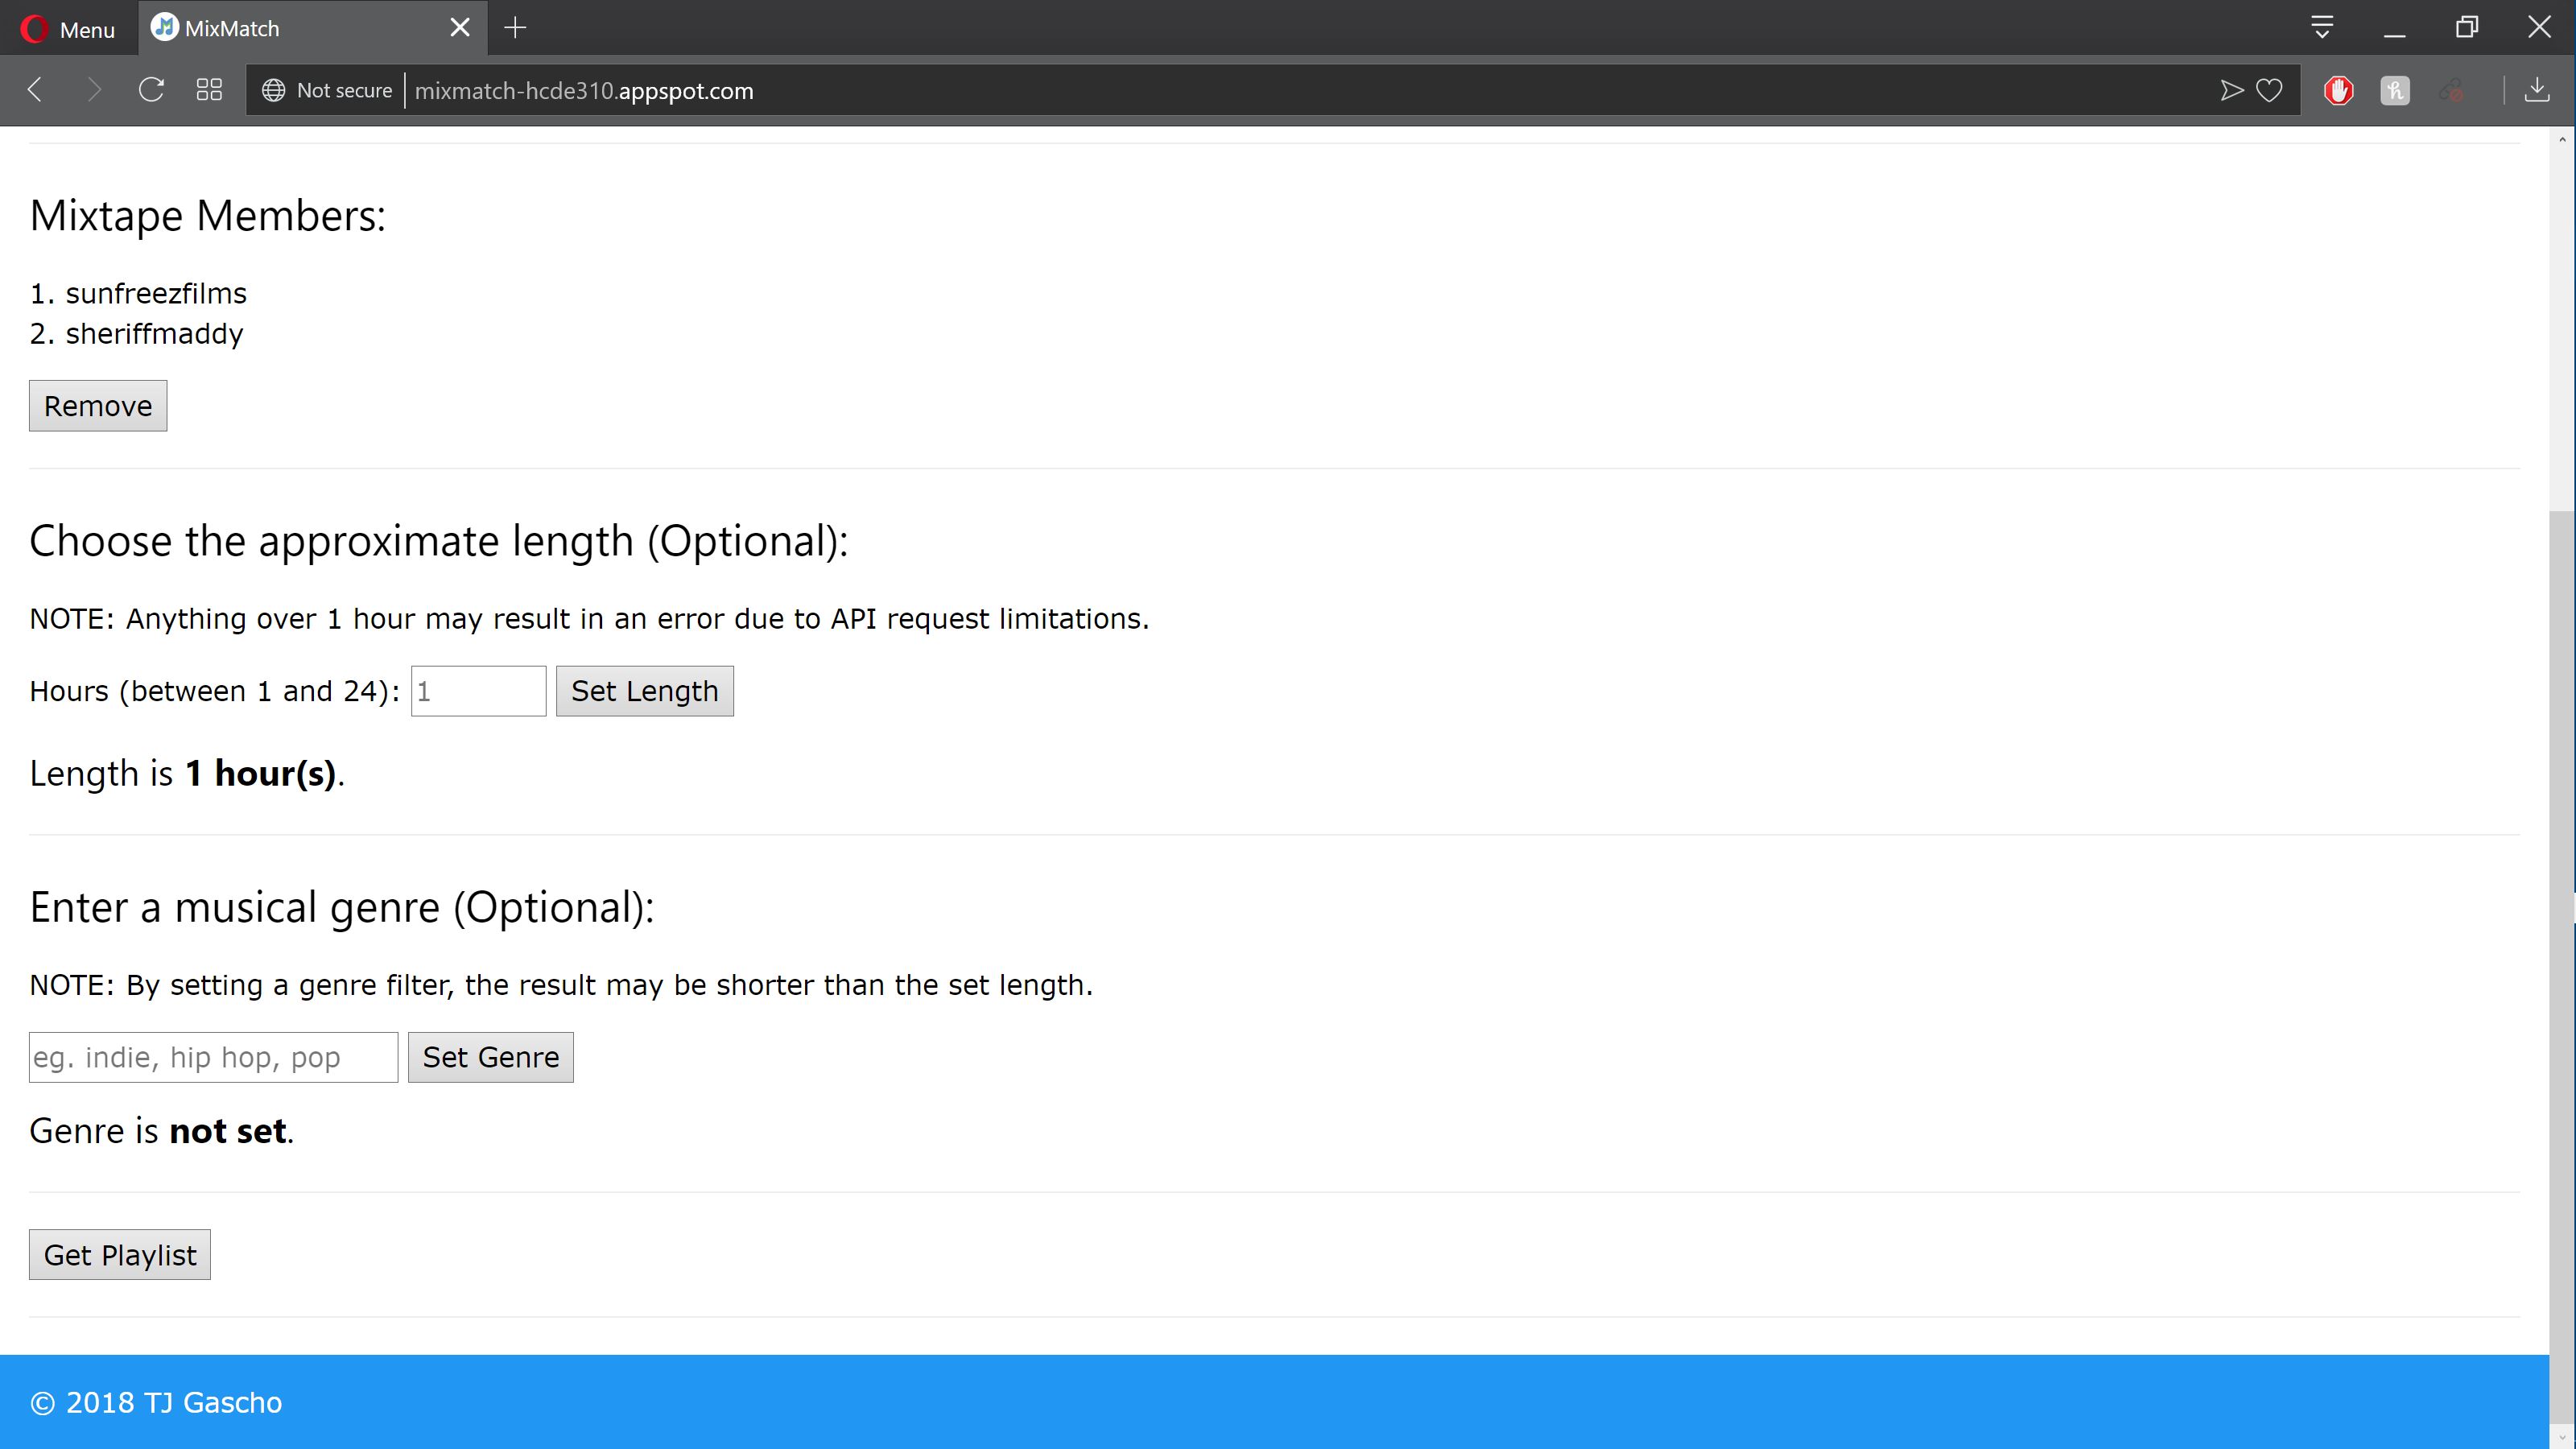 Menu
MixMatch
Not secure mixmatch-hcde310.appspot.com
Mixtape Members:
1. sunfreezfilms
2. sheriffmaddy
Remove
Choose the approximate length (Optional):
NOTE: Anything over 1 hour may result in an error due to API request limitations.
Hours (between 1 and 24): 1 Set Length
Length is 1 hour(s).
Enter a musical genre (Optional):
NOTE: By setting a genre filter, the result may be shorter than the set length.
eg. indie, hip hop, pop Set Genre
Genre is not set.
Get Playlist
© 2018 TJ Gascho